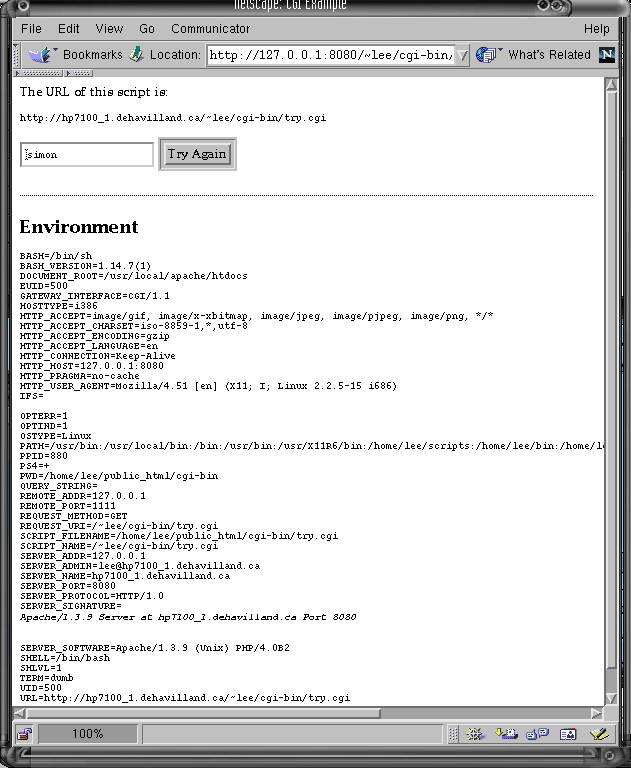 Netscape: CGI Example
File Edit View Go Communicator Help
Bookmarks Location: http://127.0.0.1:8080/~lee/cgi-bin/ What's Related N
The URL of this script is:
http://hp7100_1.dehavilland.ca/~lee/cgi-bin/try.cgi
simon Try Again
Environment
BASH=/bin/sh
BASH_VERSION=1.14.7(1)
DOCUMENT_ROOT=/usr/local/apache/htdocs
EUID=500
GATEWAY_INTERFACE=CGI/1.1
HOSTTYPE=i386
HTTP_ACCEPT=image/gif, image/x-xbitmap, image/jpeg, image/pjpeg, image/png, */*
HTTP_ACCEPT_CHARSET=iso-8859-1,*,utf-8
HTTP_ACCEPT_ENCODING=gzip
HTTP_ACCEPT_LANGUAGE=en
HTTP_CONNECTION=Keep-Alive
HTTP_HOST=127.0.0.1:8080
HTTP_PRAGMA=no-cache
HTTP_USER_AGENT=Mozilla/4.51 [en] (X11; I; Linux 2.2.5-15 i686)
IFS=
OPTERR=1
OPTIND=1
OSTYPE=Linux
PATH=/usr/bin:/usr/local/bin:/bin:/usr/bin:/usr/X11R6/bin:/home/lee/scripts:/home/lee/bin:/home/l
PPID=880
PS4=+
PWD=/home/lee/public_html/cgi-bin
QUERY_STRING=
REMOTE_ADDR=127.0.0.1
REMOTE_PORT=1111
REQUEST_METHOD=GET
REQUEST_URI=/~lee/cgi-bin/try.cgi
SCRIPT_FILENAME=/home/lee/public_html/cgi-bin/try.cgi
SCRIPT_NAME=/~lee/cgi-bin/try.cgi
SERVER_ADDR=127.0.0.1
SERVER_ADMIN=lee@hp7100_1.dehavilland.ca
SERVER_NAME=hp7100_1.dehavilland.ca
SERVER_PORT=8080
SERVER_PROTOCOL=HTTP/1.0
SERVER_SIGNATURE=
Apache/1.3.9 Server at hp7100_1.dehavilland.ca Port 8080
SERVER_SOFTWARE=Apache/1.3.9 (Unix) PHP/4.0B2
SHELL=/bin/bash
SHLVL=1
TERM=dumb
UID=500
URL=http://hp7100_1.dehavilland.ca/~lee/cgi-bin/try.cgi
100%